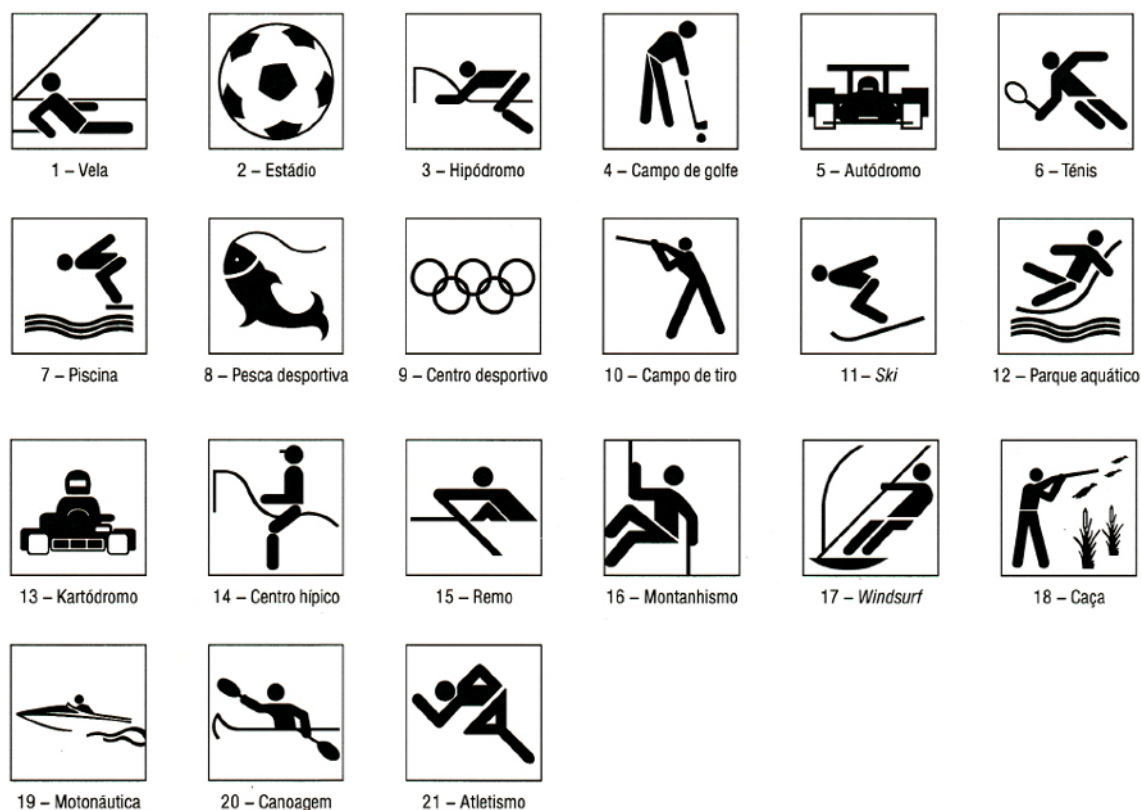 1 – Vela
2 – Estádio
3 – Hipódromo
4 – Campo de golfe
5 – Autódromo
6 – Ténis
7 – Piscina
8 – Pesca desportiva
9 – Centro desportivo
10 – Campo de tiro
11 – Ski
12 – Parque aquático
13 – Kartódromo
14 – Centro hípico
15 – Remo
16 – Montanhismo
17 – Windsurf
18 – Caça
19 – Motonáutica
20 – Canoagem
21 – Atletismo